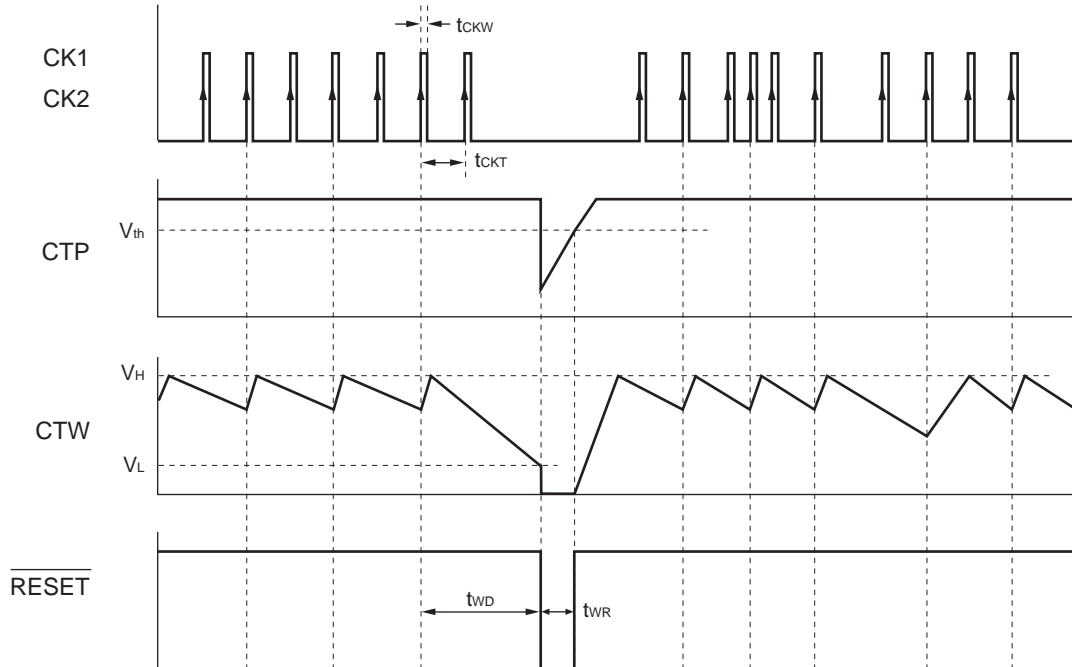 tCKW
CK1
CK2
tCKT
Vth
CTP
VH
CTW
VL
RESET
tWD
tWR